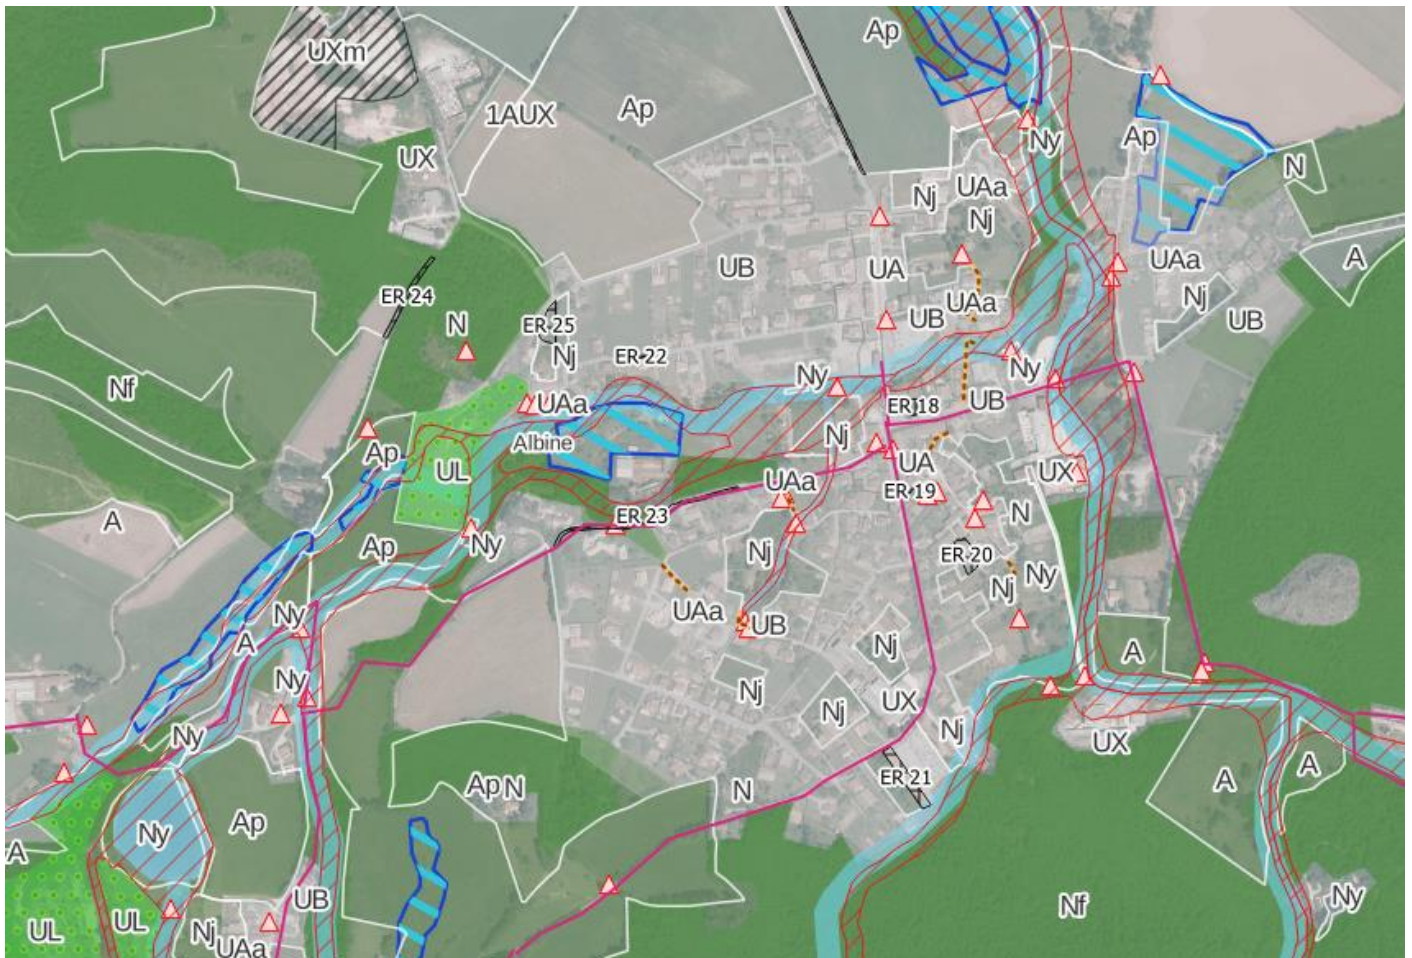 Ap
UXm
Ap
1AUX
Ny
Ap
UX
N
Nj
UAa
Nj
UB
UA
UAa
A
ER 24
UAa
Nj
N
ER 25
UB
UB
Nj
ER 22
Nf
Ny
Ny
UAa
UB
ER 18
Albine
Nj
Ap
UL
UA
UX
UAa
ER 19
A
ER 23
N
Ny
Ap
Nj
ER 20
Ny
Nj
Ny
UAa
UB
A
Nj
A
Ny
Nj
UX
Nj
Ny
Nj
UX
A
ER 21
A
Ap N
N
Ny
Ap
A
UB
Nf
Ny
UL
UL
Nj
UAa